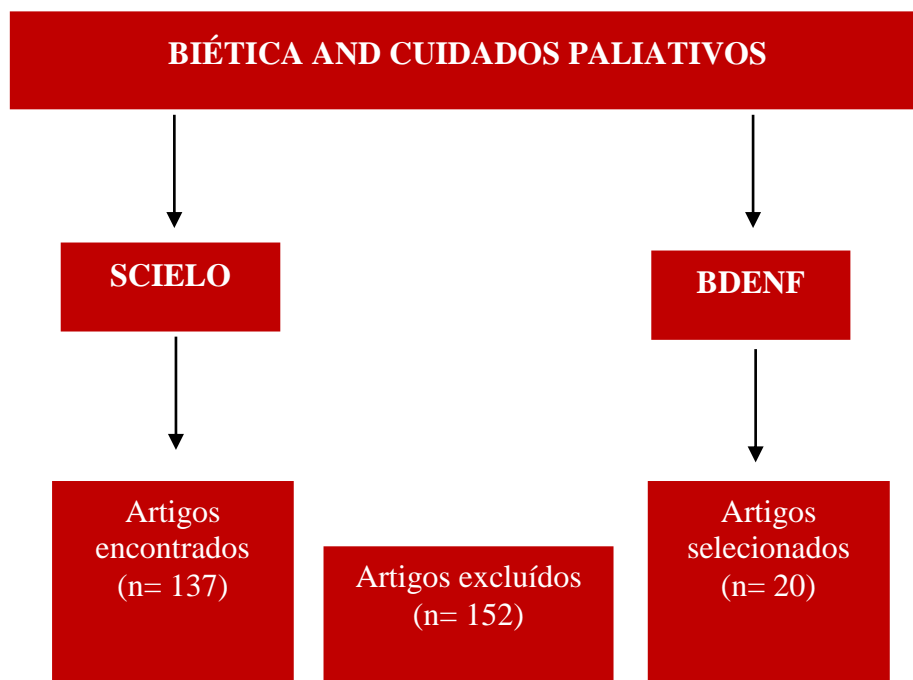 BIÉTICA AND CUIDADOS PALIATIVOS
SCIELO
BDENF
Artigos
encontrados
(n= 137)
Artigos excluídos
(n= 152)
Artigos
selecionados
(n= 20)